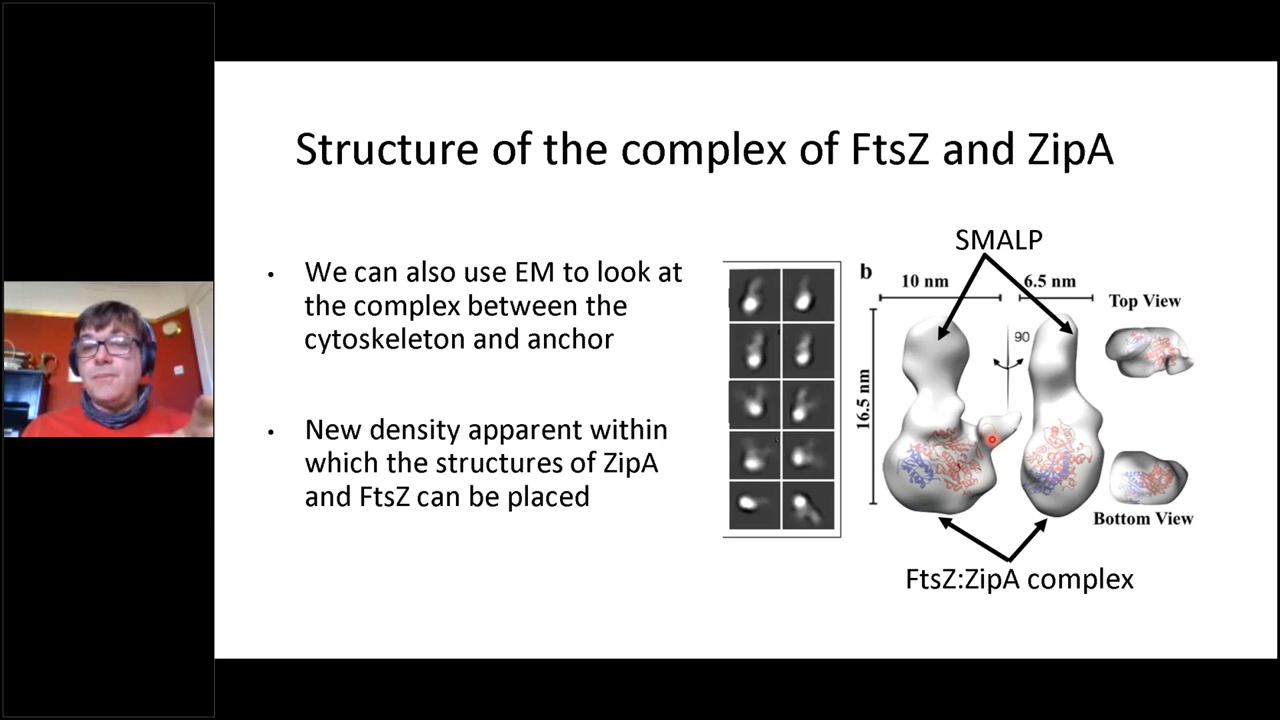 Structure of the complex of FtsZ and ZipA
• We can also use EM to look at
the complex between the
cytoskeleton and anchor
• New density apparent within
which the structures of ZipA
and FtsZ can be placed
SMALP
b
10 nm
6.5 nm
Top View
90
16.5 nm
Bottom View
FtsZ:ZipA complex